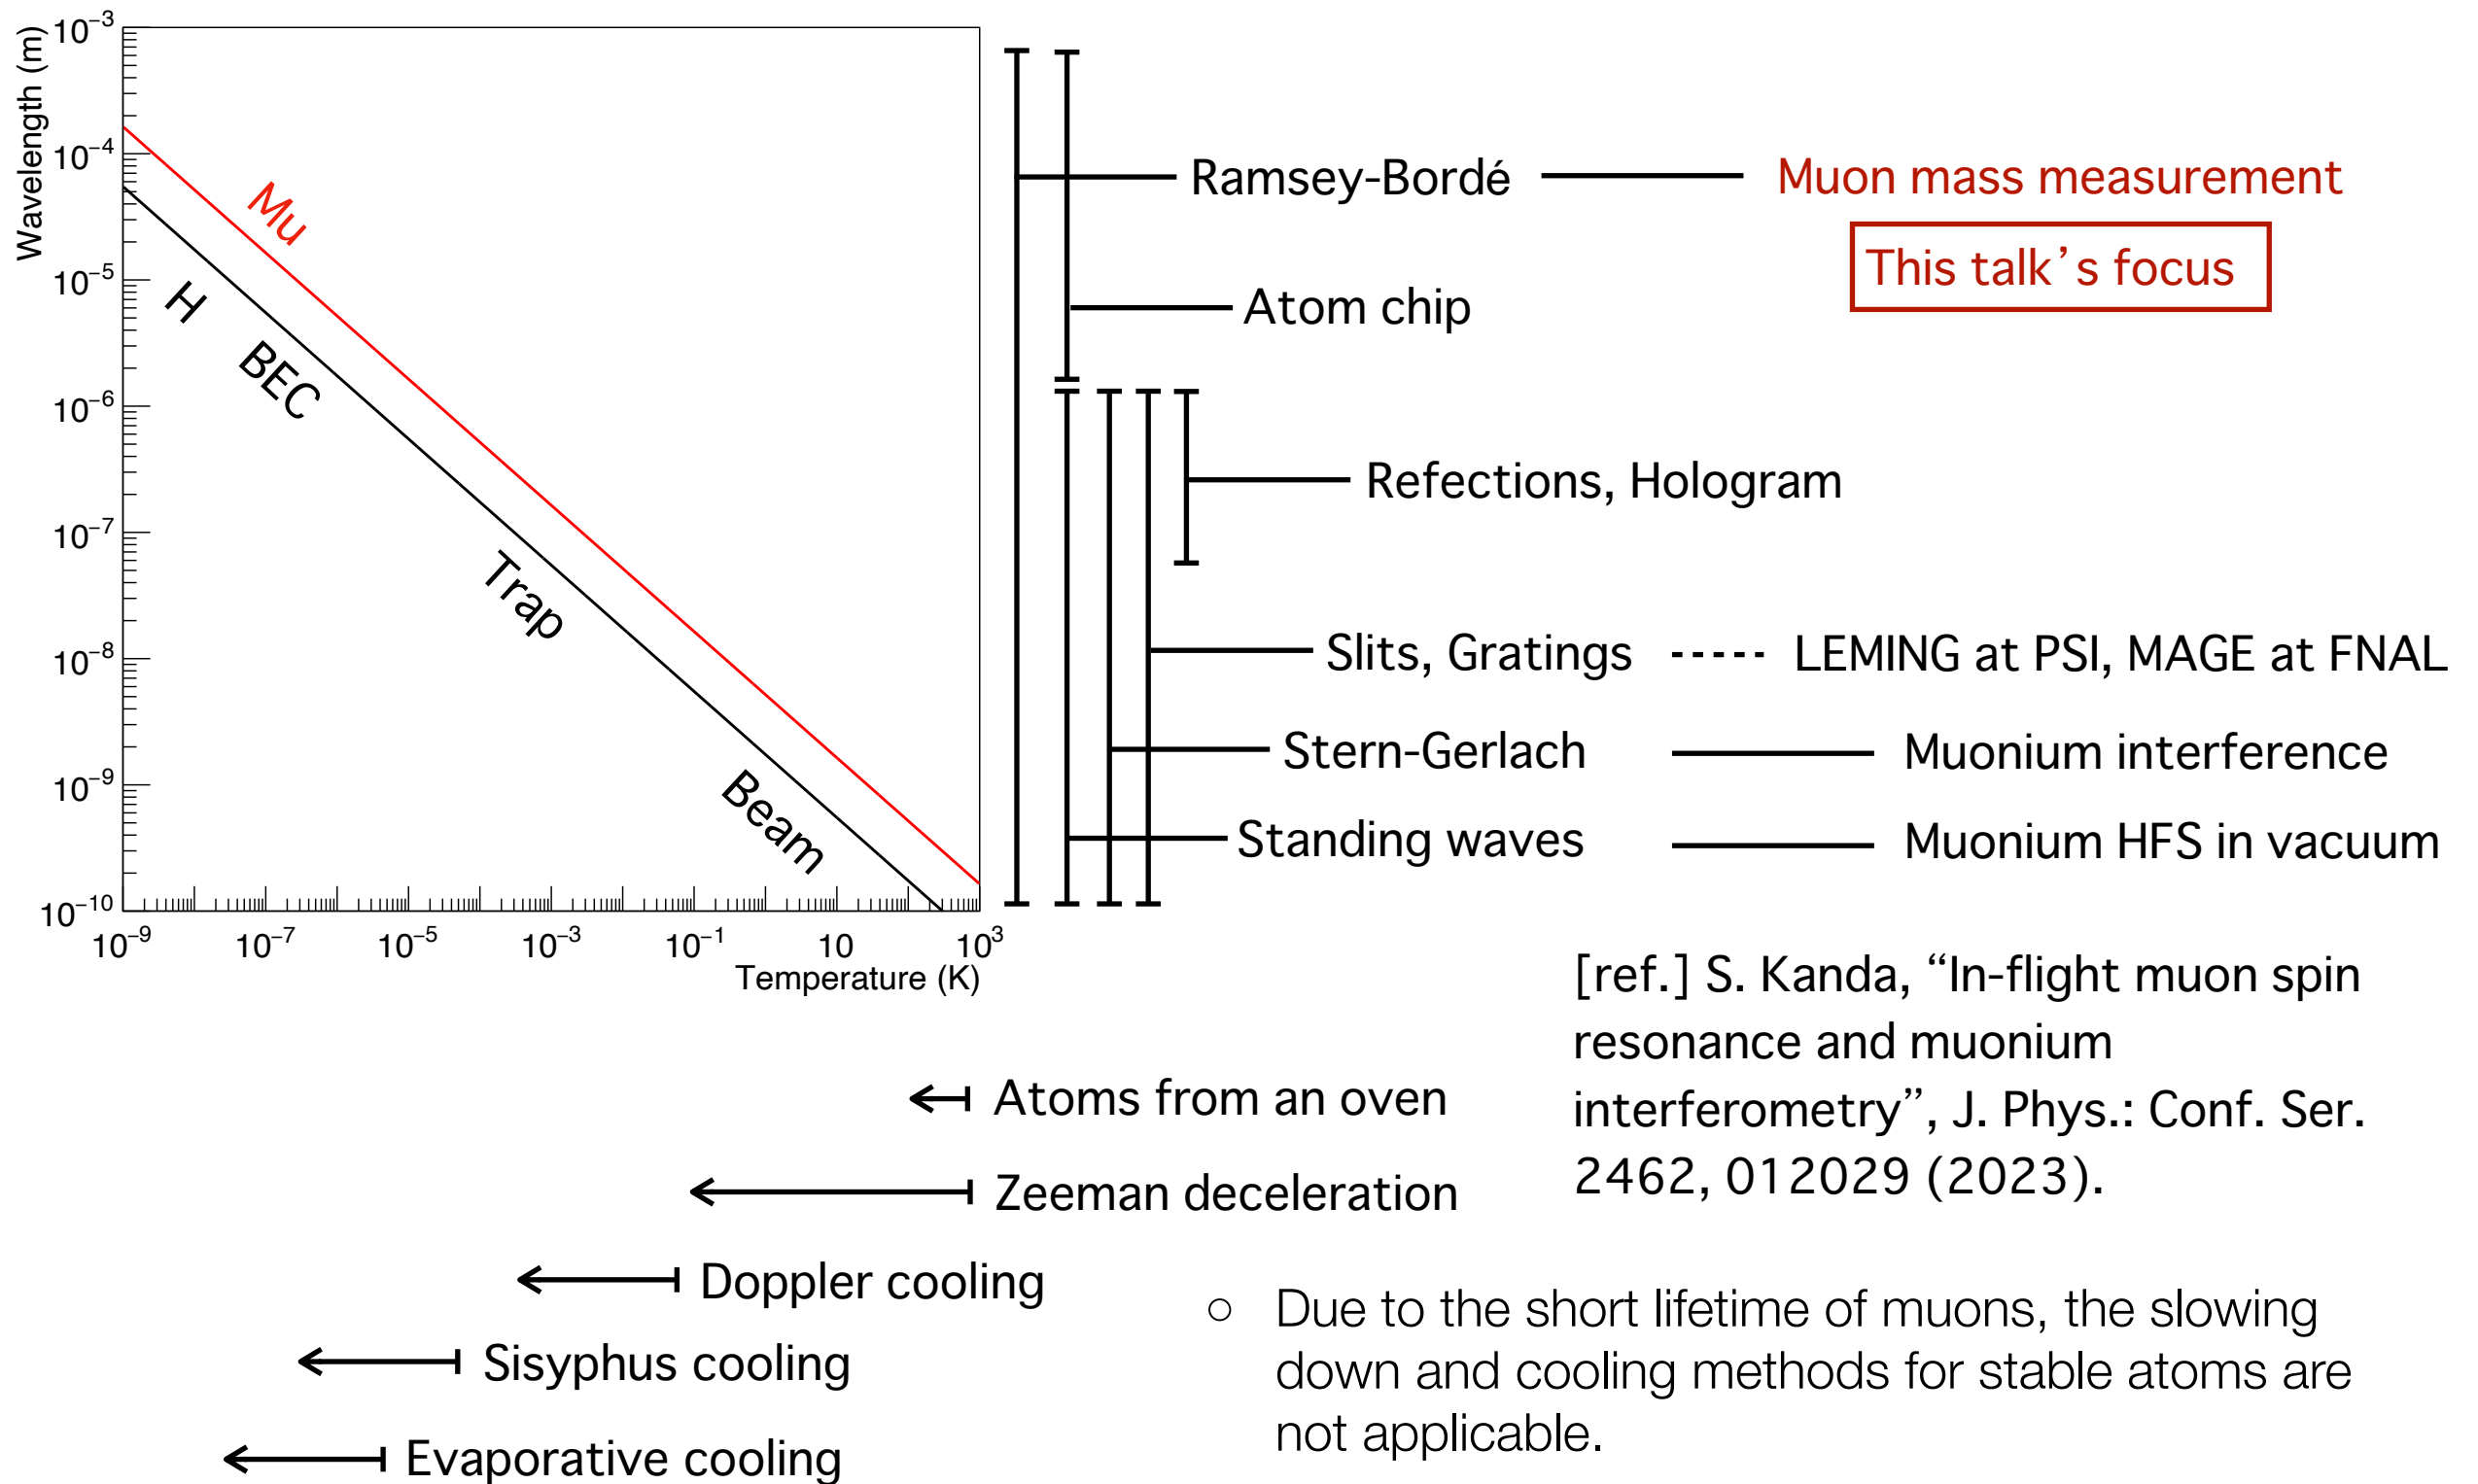 Wavelength (m)
10⁻³
10⁻⁴
10⁻⁵
10⁻⁶
10⁻⁷
10⁻⁸
10⁻⁹
10⁻¹⁰
Mu
H
BEC
Trap
Beam
10⁻⁹ 10⁻⁷ 10⁻⁵ 10⁻³ 10⁻¹ 10 10³
Temperature (K)
Ramsey-Bordé
Muon mass measurement
This talk’s focus
Atom chip
Refections, Hologram
Slits, Gratings
LEMING at PSI, MAGE at FNAL
Stern-Gerlach
Muonium interference
Standing waves
Muonium HFS in vacuum
[ref.] S. Kanda, “In-flight muon spin
resonance and muonium
interferometry”, J. Phys.: Conf. Ser.
2462, 012029 (2023).
Atoms from an oven
Zeeman deceleration
Doppler cooling
Sisyphus cooling
Evaporative cooling
○ Due to the short lifetime of muons, the slowing
down and cooling methods for stable atoms are
not applicable.